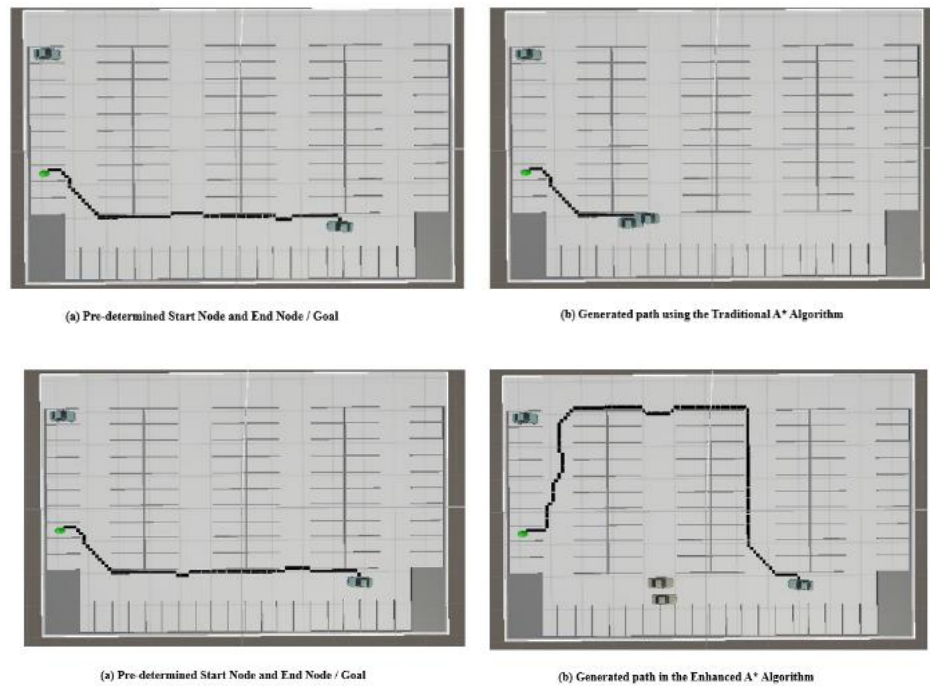 (a) Pre-determined Start Node and End Node / Goal
(b) Generated path using the Traditional A* Algorithm
(a) Pre-determined Start Node and End Node / Goal
(b) Generated path in the Enhanced A* Algorithm